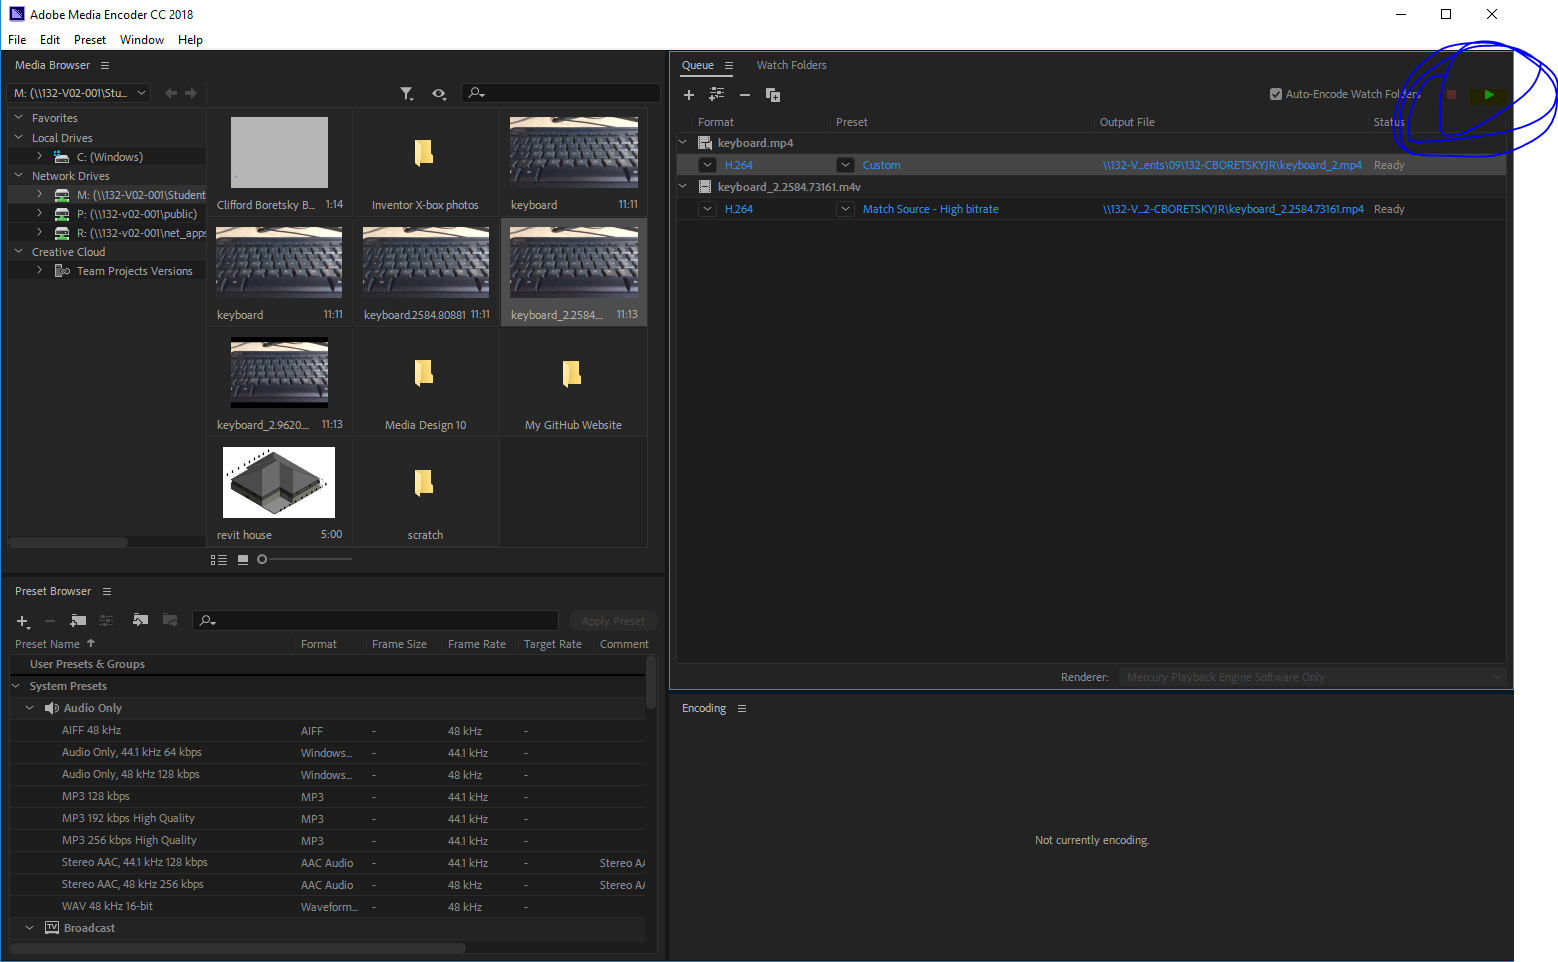 Adobe Media Encoder CC 2018
File Edit Preset Window Help
Media Browser
M: (\\132-V02-001\Stu...
Favorites
Local Drives
C: (Windows)
Network Drives
M: (\\132-V02-001\Student
P: (\\132-v02-001\public)
R: (\\132-v02-001\net_apps
Creative Cloud
Team Projects Versions
Clifford Boretsky B... 1:14
Inventor X-box photos
keyboard 11:11
keyboard 11:11
keyboard.2584.80881 11:11
keyboard_2.2584.... 11:13
keyboard_2.9620... 11:13
Media Design 10
My GitHub Website
revit house 5:00
scratch
Preset Browser
Apply Preset
Preset Name Format Frame Size Frame Rate Target Rate Comment
User Presets & Groups
System Presets
Audio Only
AIFF 48 kHz AIFF - 48 kHz -
Audio Only, 44.1 kHz 64 kbps Windows... - 44.1 kHz -
Audio Only, 48 kHz 128 kbps Windows... - 48 kHz -
MP3 128 kbps MP3 - 44.1 kHz -
MP3 192 kbps High Quality MP3 - 44.1 kHz -
MP3 256 kbps High Quality MP3 - 44.1 kHz -
Stereo AAC, 44.1 kHz 128 kbps AAC Audio - 44.1 kHz - Stereo AA
Stereo AAC, 48 kHz 256 kbps AAC Audio - 48 kHz - Stereo AA
WAV 48 kHz 16-bit Waveform... - 48 kHz -
TV Broadcast
Queue Watch Folders
Auto-Encode Watch Folders
Format Preset Output File Status
keyboard.mp4
H.264 Custom \\132-V...ents\09\132-CBORETSKYJR\keyboard_2.mp4 Ready
keyboard_2.2584.73161.m4v
H.264 Match Source - High bitrate \\132-V...2-CBORETSKYJR\keyboard_2.2584.73161.mp4 Ready
Renderer: Mercury Playback Engine Software Only
Encoding
Not currently encoding.